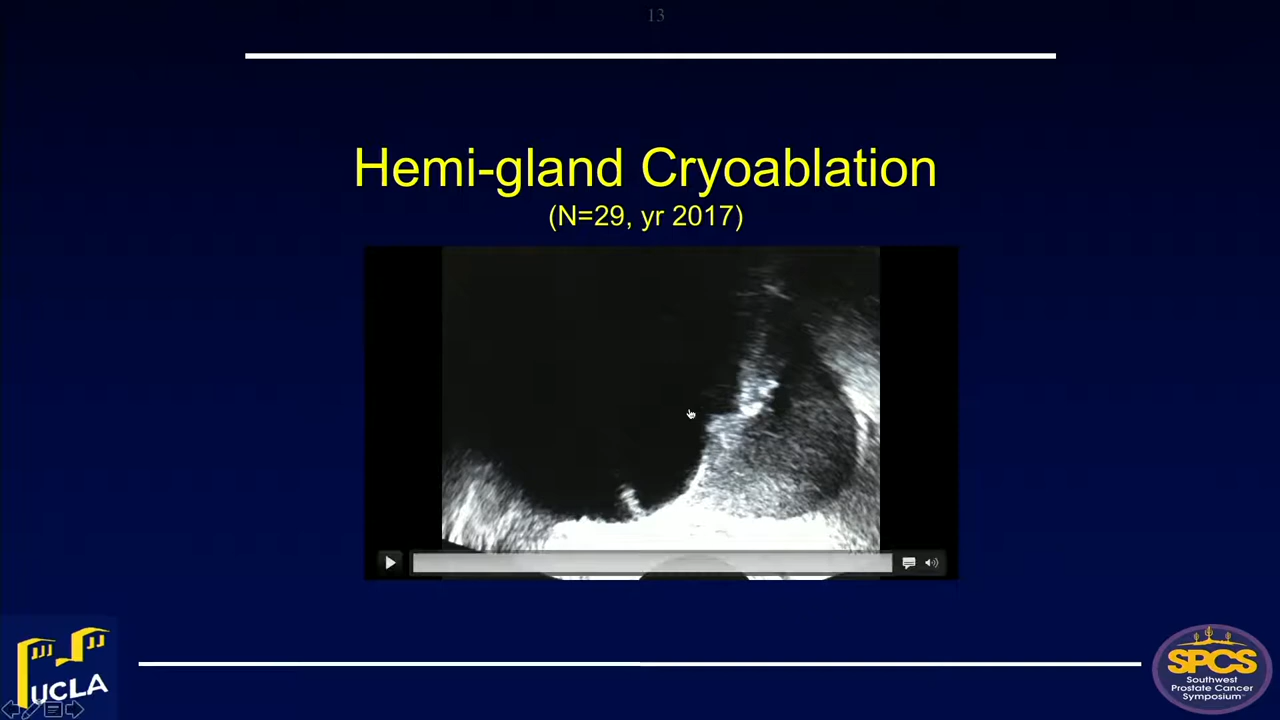 13
Hemi-gland Cryoablation
(N=29, yr 2017)
UCLA
SPCS
Southwest
Prostate Cancer
Symposium